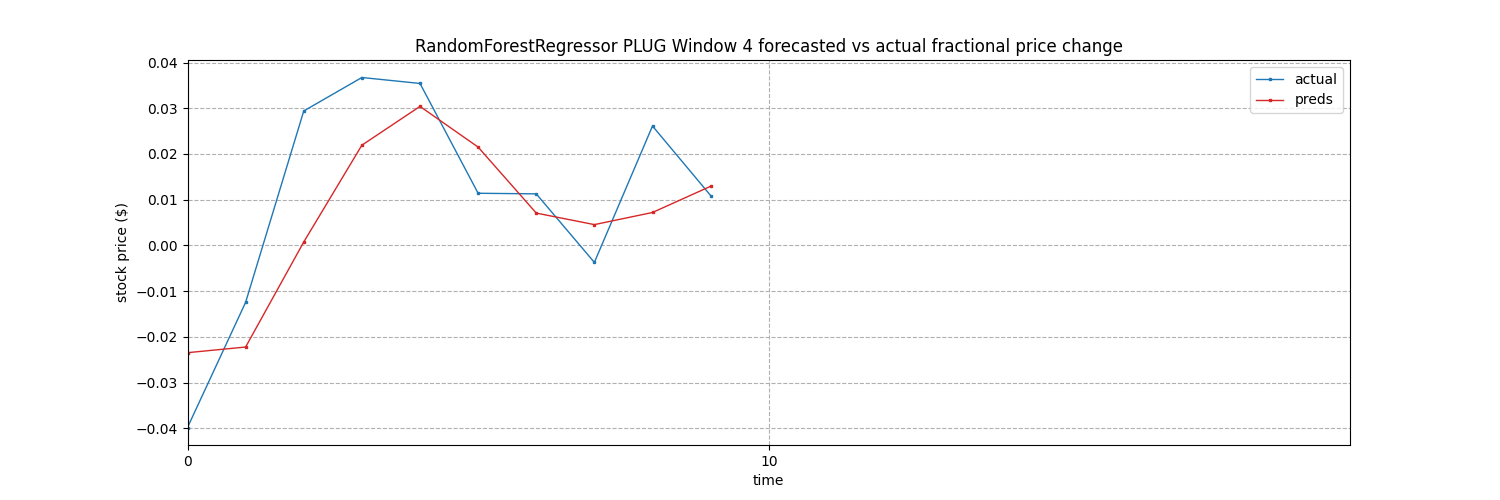 RandomForestRegressor PLUG Window 4 forecasted vs actual fractional price change
actual
preds
0.04
0.03
0.02
0.01
0.00
−0.01
−0.02
−0.03
−0.04
stock price ($)
0
10
time